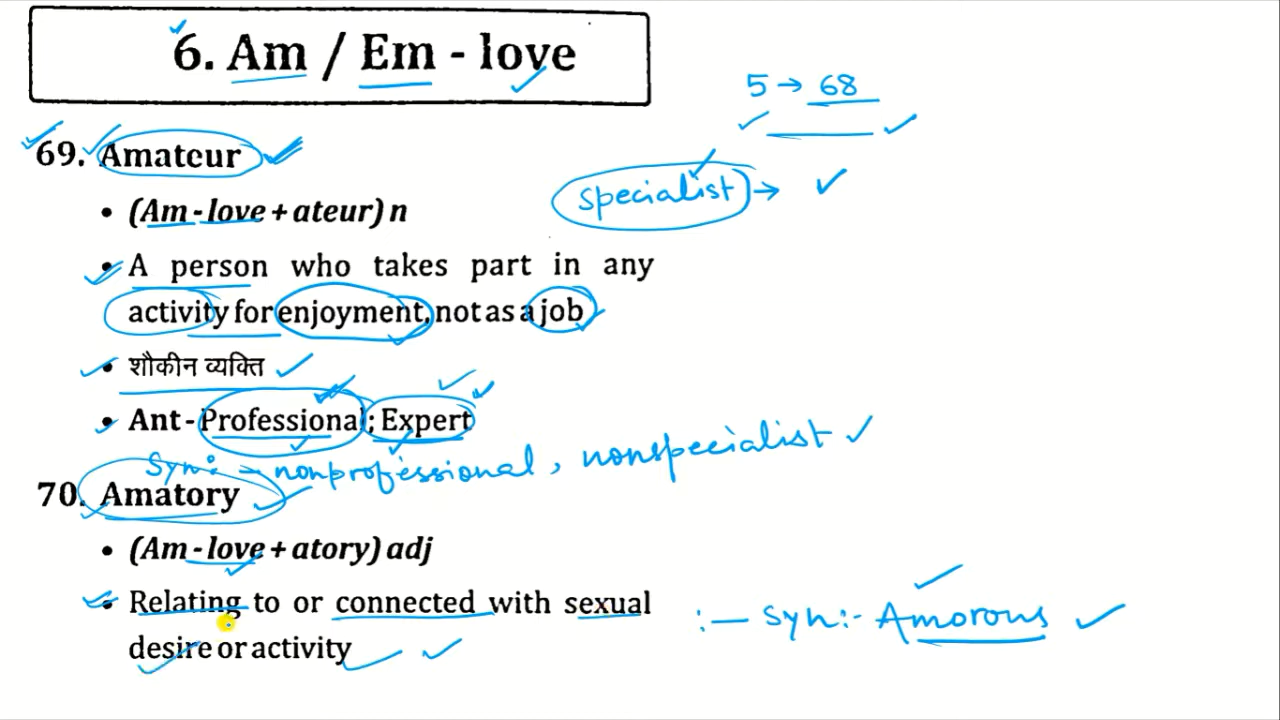 6. Am / Em - love
5 → 68
69. Amateur
specialist →
• (Am - love + ateur) n
• A person who takes part in any
activity for enjoyment, not as a job
• शौकीन व्यक्ति
• Ant - Professional ; Expert
Syn: - nonprofessional, nonspecialist
70. Amatory
• (Am - love + atory) adj
• Relating to or connected with sexual
desire or activity
:— Syn:- Amorous